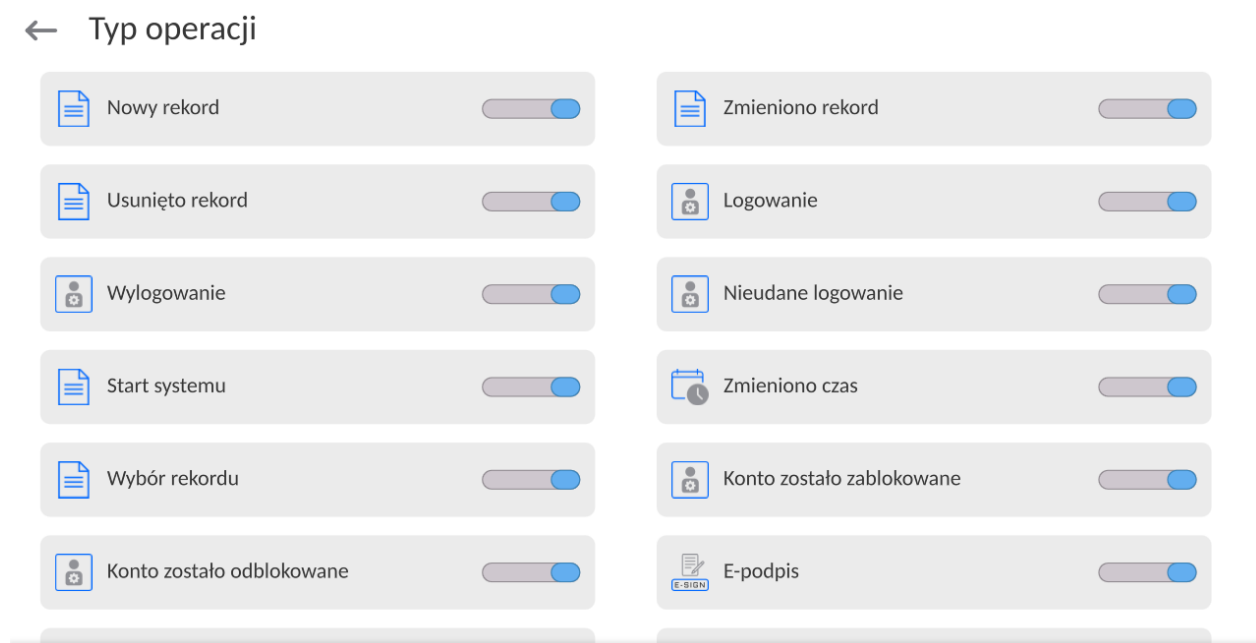 Typ operacji
Nowy rekord
Zmieniono rekord
Usunięto rekord
Logowanie
Wylogowanie
Nieudane logowanie
Start systemu
Zmieniono czas
Wybór rekordu
Konto zostało zablokowane
Konto zostało odblokowane
E-SIGN
E-podpis